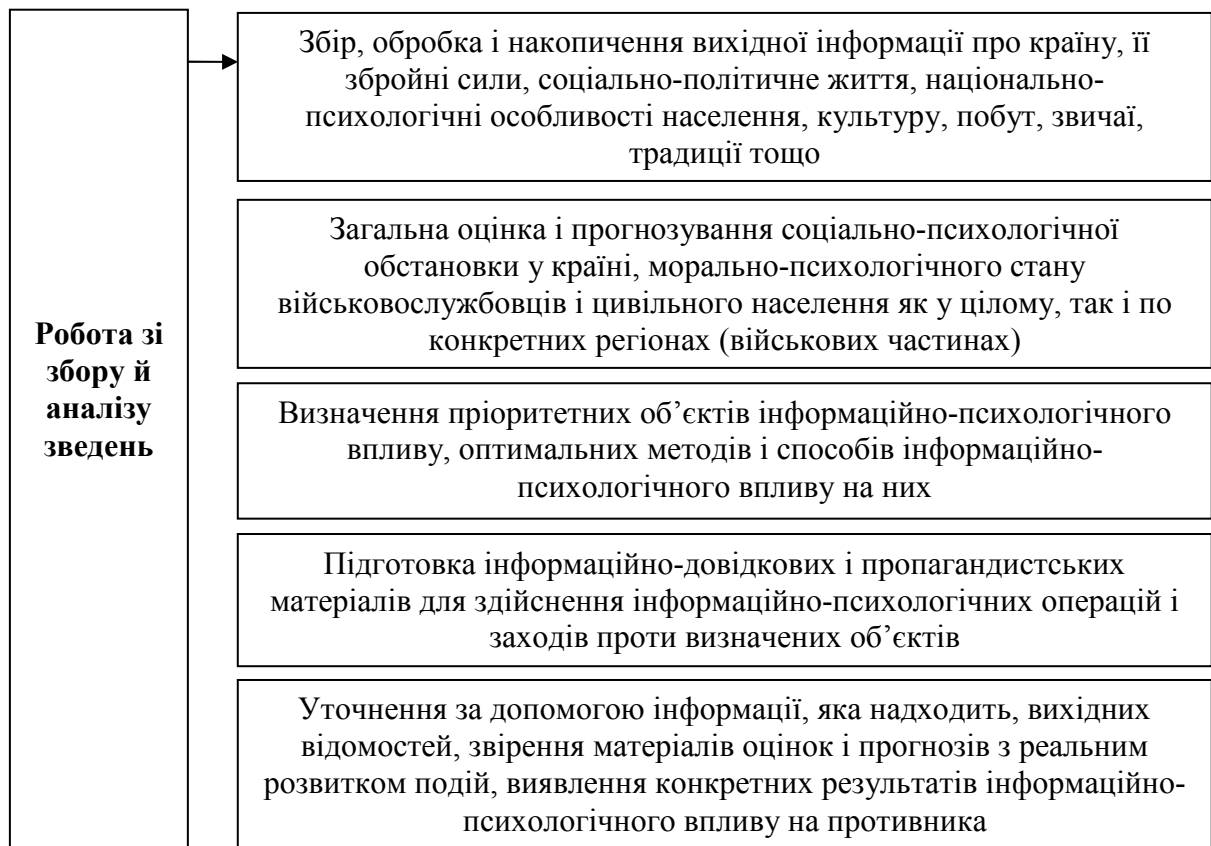 Робота зі
збору й
аналізу
зведень
Збір, обробка і накопичення вихідної інформації про країну, її
збройні сили, соціально-політичне життя, національно-
психологічні особливості населення, культуру, побут, звичаї,
традиції тощо
Загальна оцінка і прогнозування соціально-психологічної
обстановки у країні, морально-психологічного стану
військовослужбовців і цивільного населення як у цілому, так і по
конкретних регіонах (військових частинах)
Визначення пріоритетних об’єктів інформаційно-психологічного
впливу, оптимальних методів і способів інформаційно-
психологічного впливу на них
Підготовка інформаційно-довідкових і пропагандистських
матеріалів для здійснення інформаційно-психологічних операцій і
заходів проти визначених об’єктів
Уточнення за допомогою інформації, яка надходить, вихідних
відомостей, звірення матеріалів оцінок і прогнозів з реальним
розвитком подій, виявлення конкретних результатів інформаційно-
психологічного впливу на противника